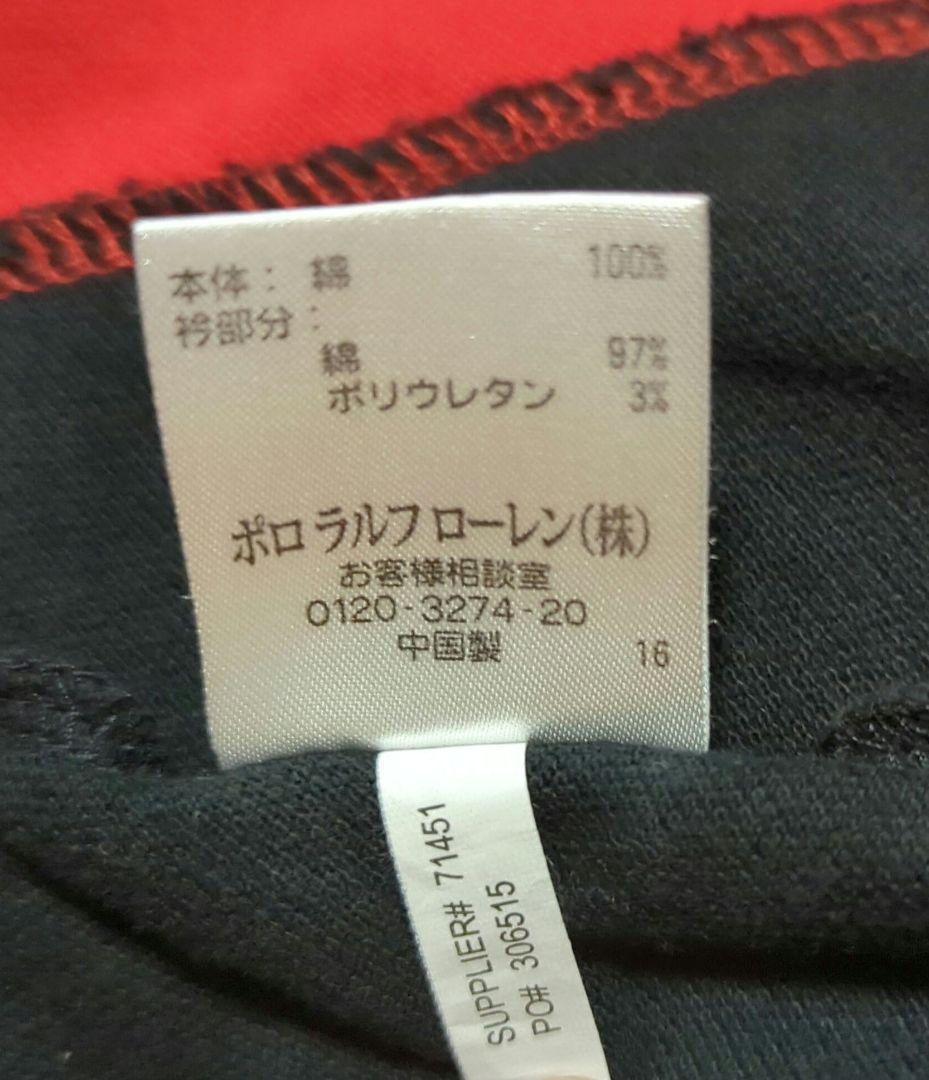 本体: 綿 100%
衿部分:
綿 97%
ポリウレタン 3%
ポロ ラルフ ローレン(株)
お客様相談室
0120-3274-20
中国製 16
SUPPLIER# 71451
PO# 306515